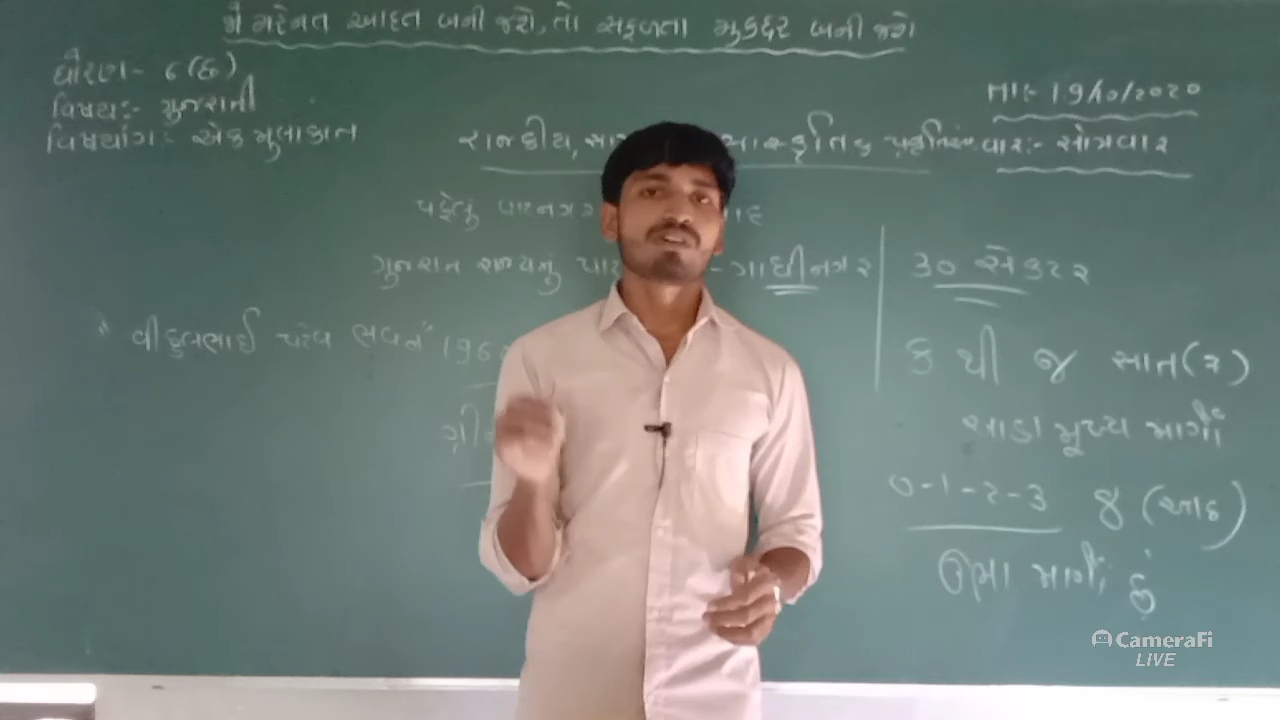 જો મહેનત આદત બની જશે, તો સફળતા મુકદ્દર બની જશે
ધોરણ- ૬ (છ)
વિષય:- ગુજરાતી
વિષયાંગ:- એક મુલાકાત
તા:- 19/10/2020
વાર:- સોમવાર
રાજકીય,
પહેલું
ગુજરાત રાજ્યનું - ગાંધીનગર
30 સેક્ટર
"વીઠ્ઠલભાઈ પટેલ ભવન"
ક થી જ સાત (૭)
આડા મુખ્ય માર્ગો
0-1-2-3 (આઠ)
ઊભા માર્ગો
CameraFi
LIVE